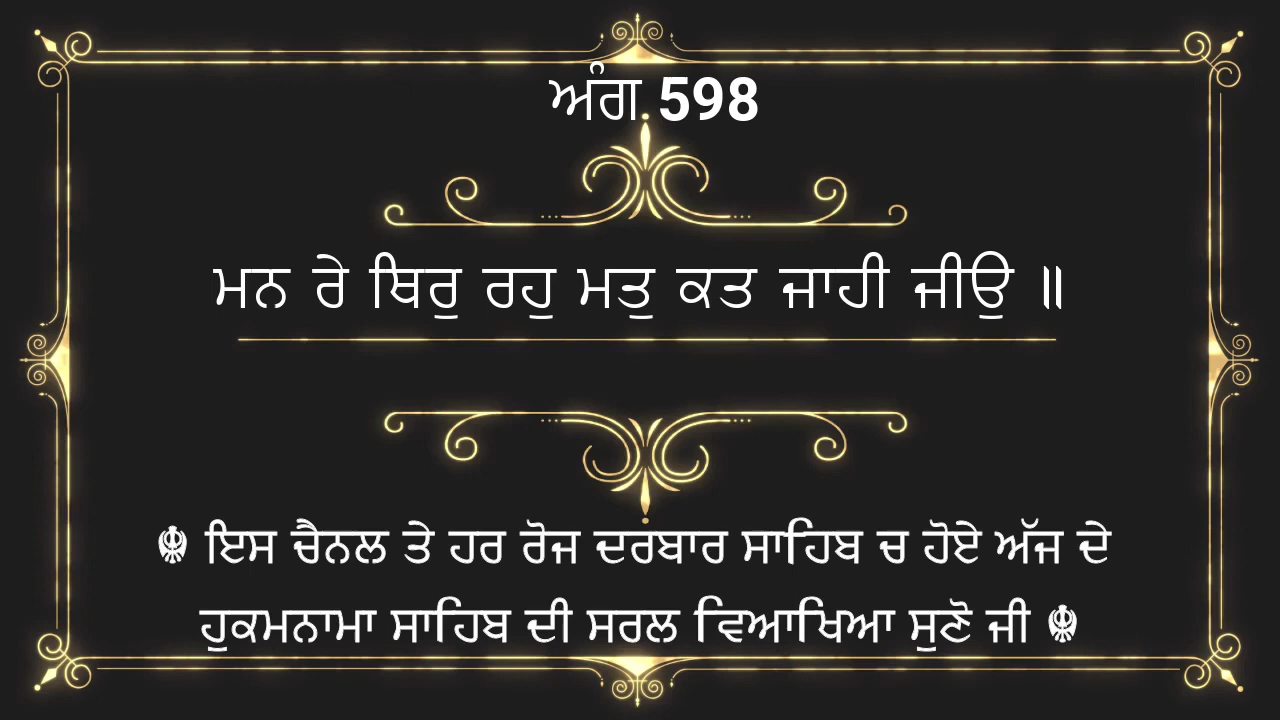 ਅੰਗ 598
ਮਨ ਰੇ ਥਿਰੁ ਰਹੁ ਮਤੁ ਕਤ ਜਾਹੀ ਜੀਉ ॥
☬ ਇਸ ਚੈਨਲ ਤੇ ਹਰ ਰੋਜ ਦਰਬਾਰ ਸਾਹਿਬ ਚ ਹੋਏ ਅੱਜ ਦੇ
ਹੁਕਮਨਾਮਾ ਸਾਹਿਬ ਦੀ ਸਰਲ ਵਿਆਖਿਆ ਸੁਣੋ ਜੀ ☬